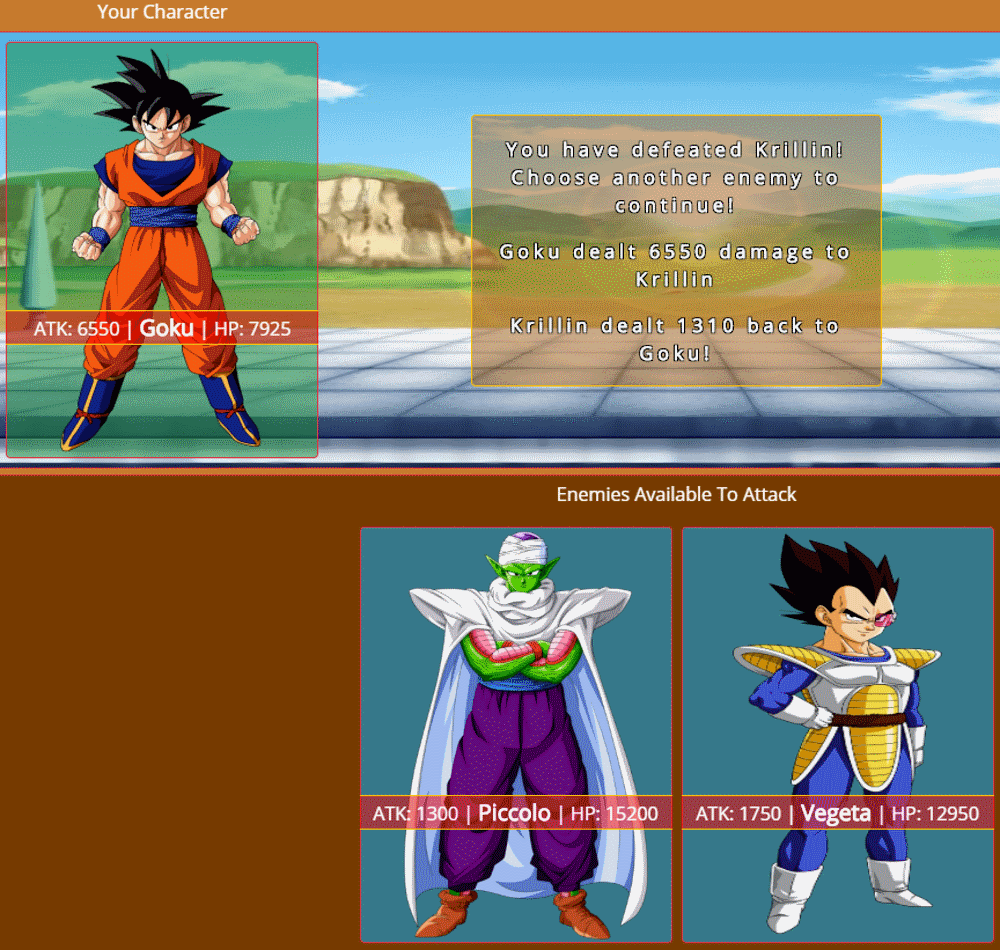 Your Character
You have defeated Krillin!
Choose another enemy to
continue!
Goku dealt 6550 damage to
Krillin
Krillin dealt 1310 back to
Goku!
ATK: 6550 | Goku | HP: 7925
Enemies Available To Attack
ATK: 1300 | Piccolo | HP: 15200
ATK: 1750 | Vegeta | HP: 12950